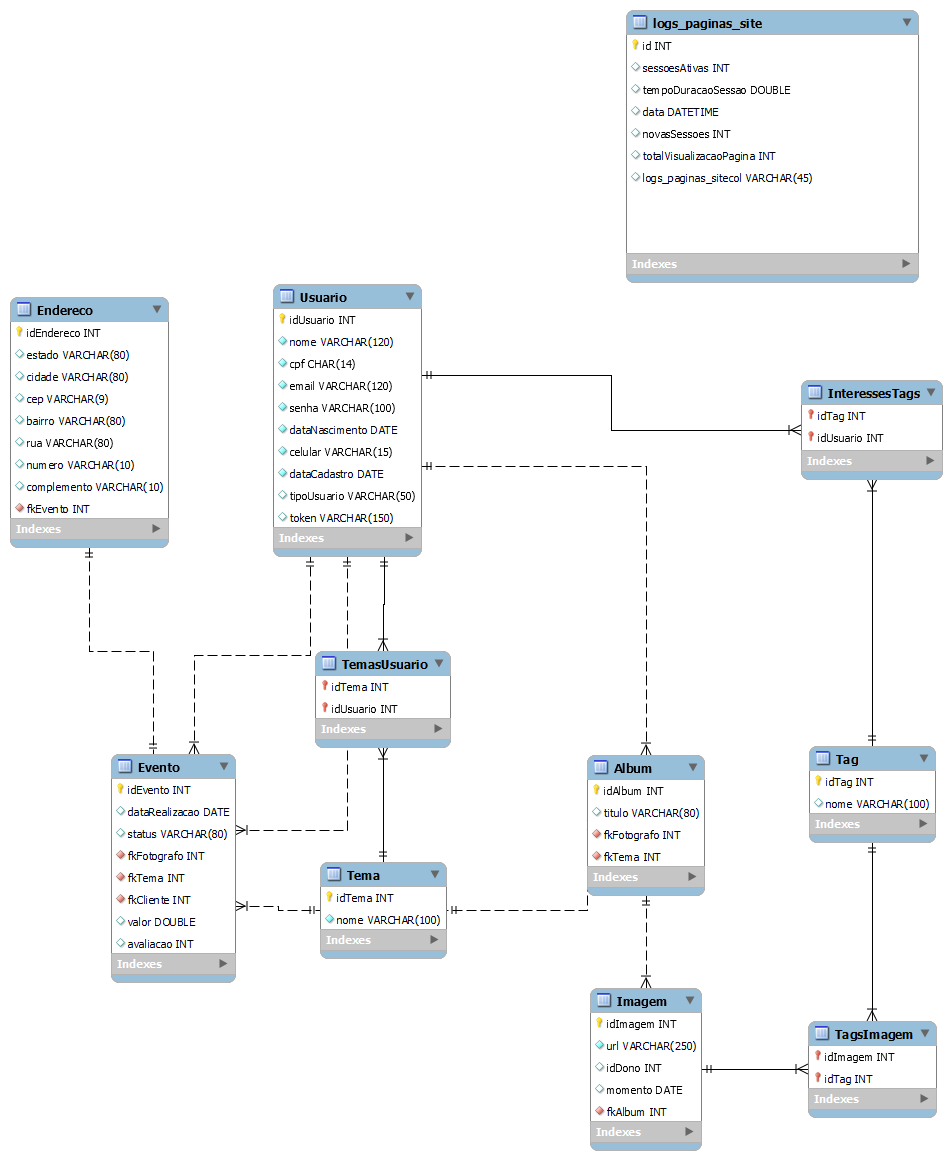 logs_paginas_site
id INT
sessoesAtivas INT
tempoDuracaoSessao DOUBLE
data DATETIME
novasSessoes INT
totalVisualizacaoPagina INT
logs_paginas_sitecol VARCHAR(45)
Indexes
Endereco
idEndereco INT
estado VARCHAR(80)
cidade VARCHAR(80)
cep VARCHAR(9)
bairro VARCHAR(80)
rua VARCHAR(80)
numero VARCHAR(10)
complemento VARCHAR(10)
fkEvento INT
Indexes
Usuario
idUsuario INT
nome VARCHAR(120)
cpf CHAR(14)
email VARCHAR(120)
senha VARCHAR(100)
dataNascimento DATE
celular VARCHAR(15)
dataCadastro DATE
tipoUsuario VARCHAR(50)
token VARCHAR(150)
Indexes
InteressesTags
idTag INT
idUsuario INT
Indexes
TemasUsuario
idTema INT
idUsuario INT
Indexes
Evento
idEvento INT
dataRealizacao DATE
status VARCHAR(80)
fkFotografo INT
fkTema INT
fkCliente INT
valor DOUBLE
avaliacao INT
Indexes
Tema
idTema INT
nome VARCHAR(100)
Indexes
Album
idAlbum INT
titulo VARCHAR(80)
fkFotografo INT
fkTema INT
Indexes
Tag
idTag INT
nome VARCHAR(100)
Indexes
Imagem
idImagem INT
url VARCHAR(250)
idDono INT
momento DATE
fkAlbum INT
Indexes
TagsImagem
idImagem INT
idTag INT
Indexes